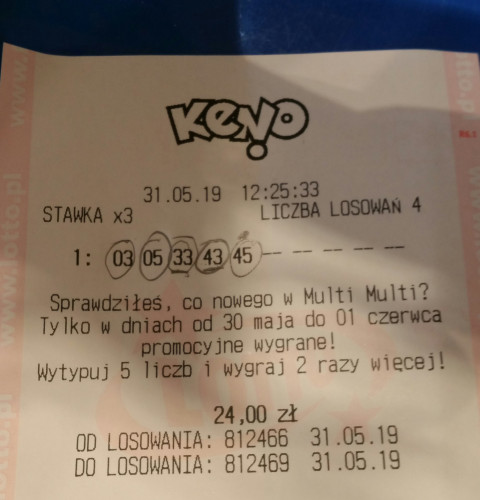 KENO
31.05.19 12:25:33
STAWKA x3 LICZBA LOSOWAŃ 4
1: 03 05 33 43 45 -- -- -- -- --
Sprawdziłeś, co nowego w Multi Multi?
Tylko w dniach od 30 maja do 01 czerwca
promocyjne wygrane!
Wytypuj 5 liczb i wygraj 2 razy więcej!
24,00 zł
OD LOSOWANIA: 812466 31.05.19
DO LOSOWANIA: 812469 31.05.19